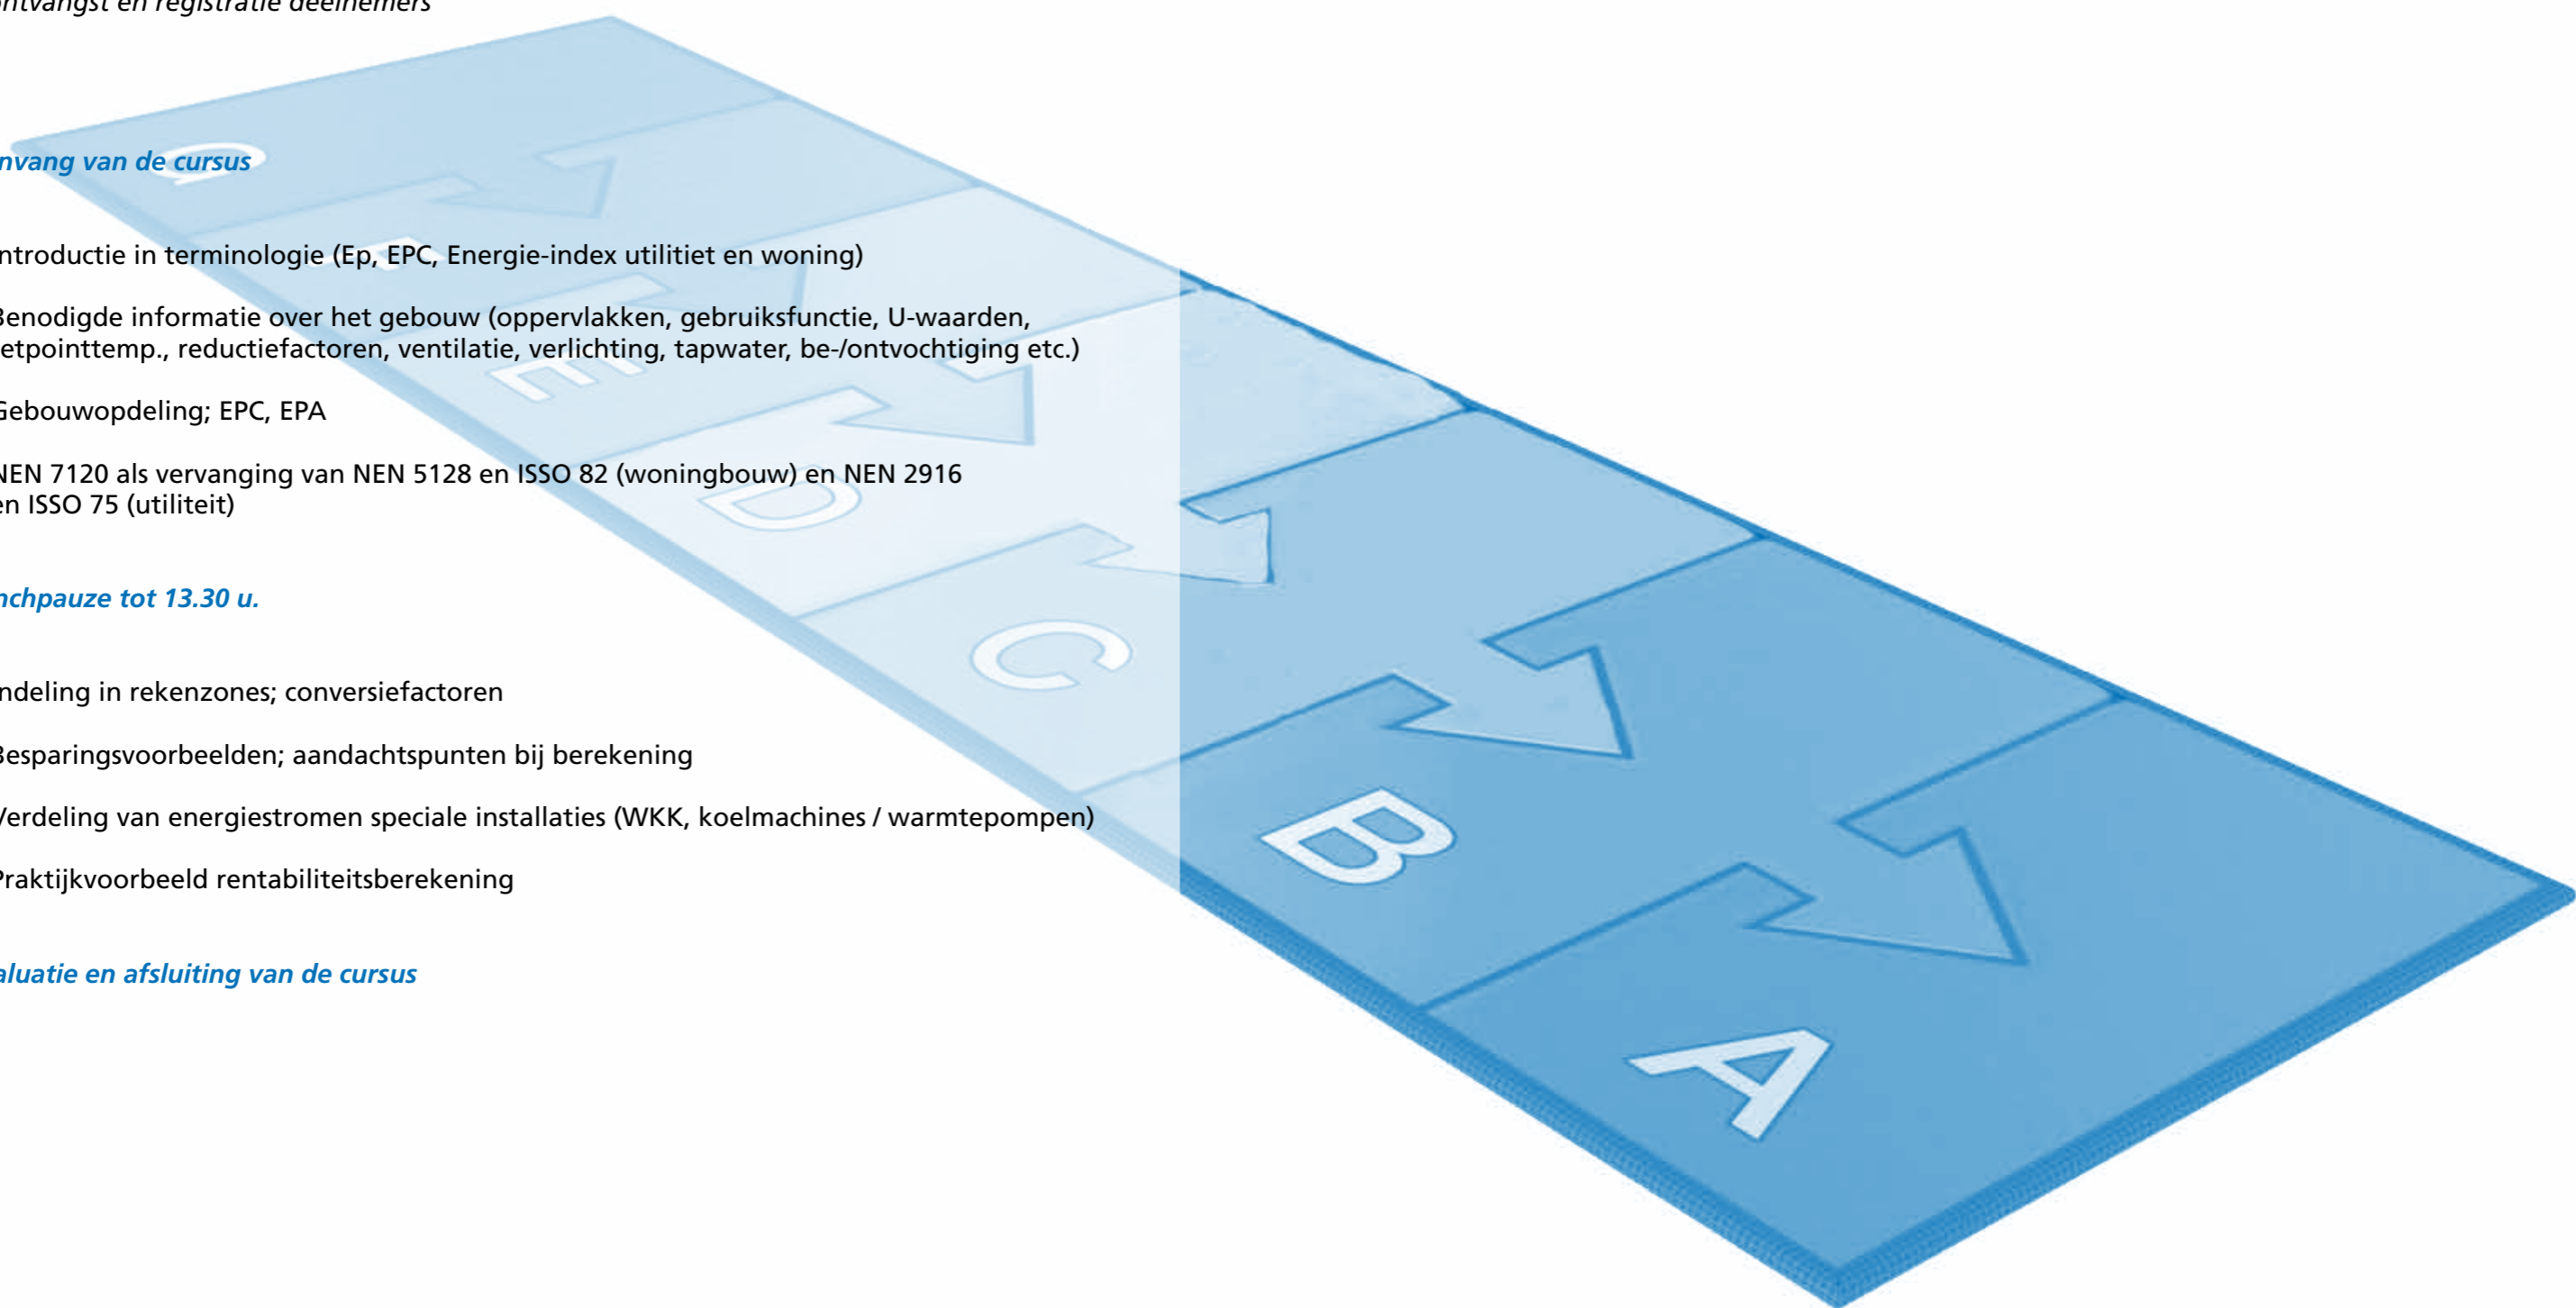 ontvangst en registratie deelnemers
nvang van de cursus
ntroductie in terminologie (Ep, EPC, Energie-index utilitiet en woning)
Benodigde informatie over het gebouw (oppervlakken, gebruiksfunctie, U-waarden,
etpointtemp., reductiefactoren, ventilatie, verlichting, tapwater, be-/ontvochtiging etc.)
Gebouwopdeling; EPC, EPA
NEN 7120 als vervanging van NEN 5128 en ISSO 82 (woningbouw) en NEN 2916
en ISSO 75 (utiliteit)
nchpauze tot 13.30 u.
ndeling in rekenzones; conversiefactoren
Besparingsvoorbeelden; aandachtspunten bij berekening
Verdeling van energiestromen speciale installaties (WKK, koelmachines / warmtepompen)
Praktijkvoorbeeld rentabiliteitsberekening
aluatie en afsluiting van de cursus
G
F
E
D
C
B
A